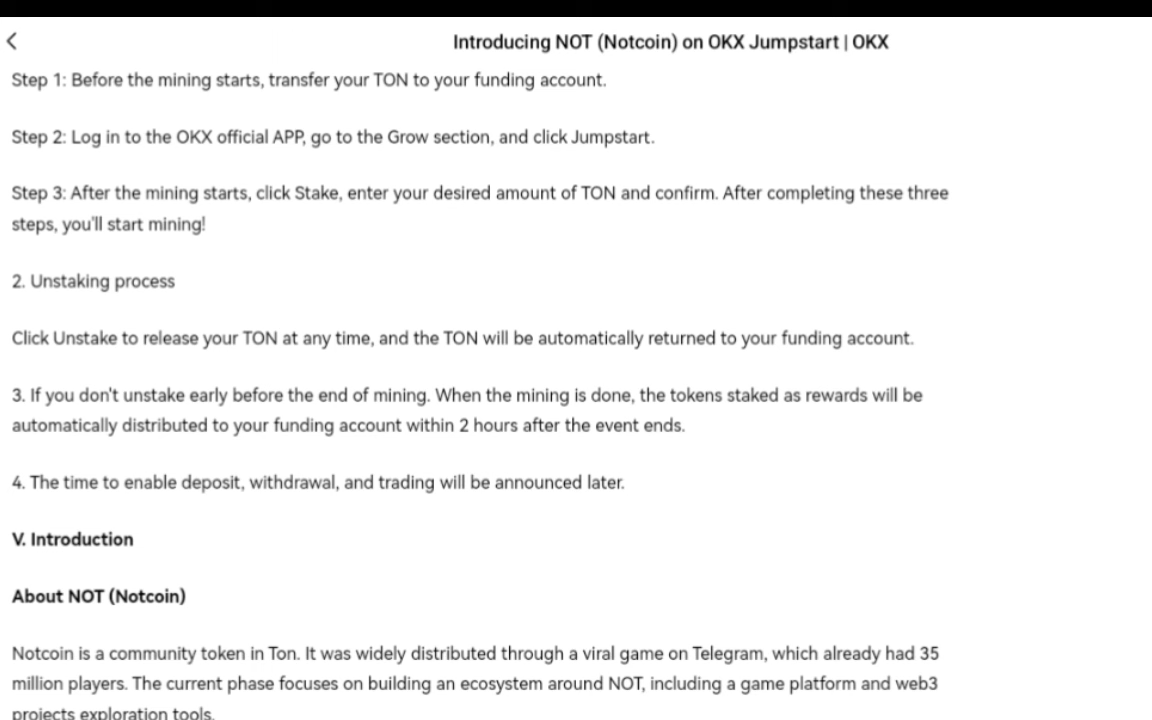 Introducing NOT (Notcoin) on OKX Jumpstart | OKX
Step 1: Before the mining starts, transfer your TON to your funding account.
Step 2: Log in to the OKX official APP, go to the Grow section, and click Jumpstart.
Step 3: After the mining starts, click Stake, enter your desired amount of TON and confirm. After completing these three
steps, you'll start mining!
2. Unstaking process
Click Unstake to release your TON at any time, and the TON will be automatically returned to your funding account.
3. If you don't unstake early before the end of mining. When the mining is done, the tokens staked as rewards will be
automatically distributed to your funding account within 2 hours after the event ends.
4. The time to enable deposit, withdrawal, and trading will be announced later.
V. Introduction
About NOT (Notcoin)
Notcoin is a community token in Ton. It was widely distributed through a viral game on Telegram, which already had 35
million players. The current phase focuses on building an ecosystem around NOT, including a game platform and web3
projects exploration tools.